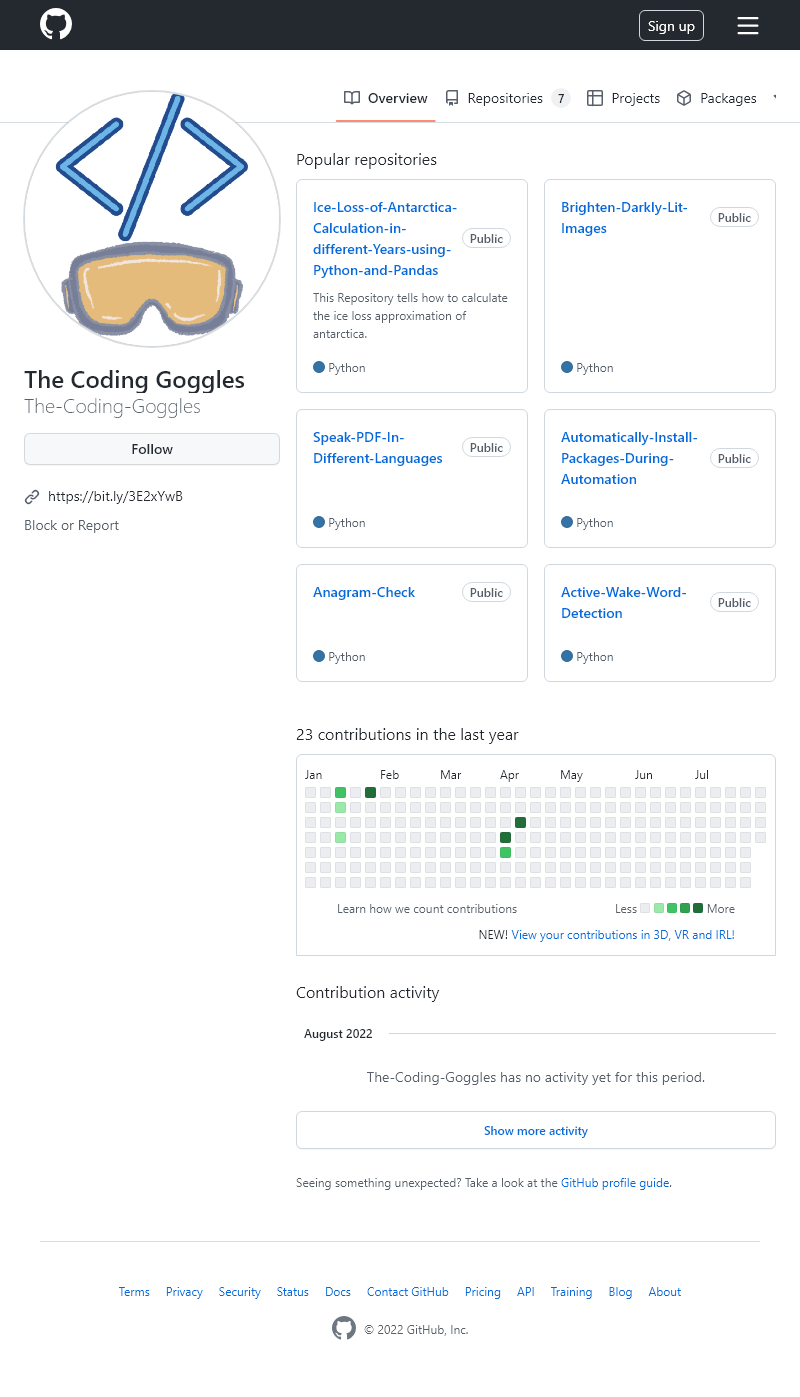 Sign up
Overview Repositories 7 Projects Packages
Popular repositories
Ice-Loss-of-Antarctica-
Calculation-in-
different-Years-using-
Python-and-Pandas
Public
This Repository tells how to calculate
the ice loss approximation of
antarctica.
Python
Brighten-Darkly-Lit-
Images
Public
Python
The Coding Goggles
The-Coding-Goggles
Follow
https://bit.ly/3E2xYwB
Block or Report
Speak-PDF-In-
Different-Languages
Public
Python
Automatically-Install-
Packages-During-
Automation
Public
Python
Anagram-Check
Public
Python
Active-Wake-Word-
Detection
Public
Python
23 contributions in the last year
Jan Feb Mar Apr May Jun Jul
Learn how we count contributions
Less More
NEW! View your contributions in 3D, VR and IRL!
Contribution activity
August 2022
The-Coding-Goggles has no activity yet for this period.
Show more activity
Seeing something unexpected? Take a look at the GitHub profile guide.
Terms Privacy Security Status Docs Contact GitHub Pricing API Training Blog About
© 2022 GitHub, Inc.